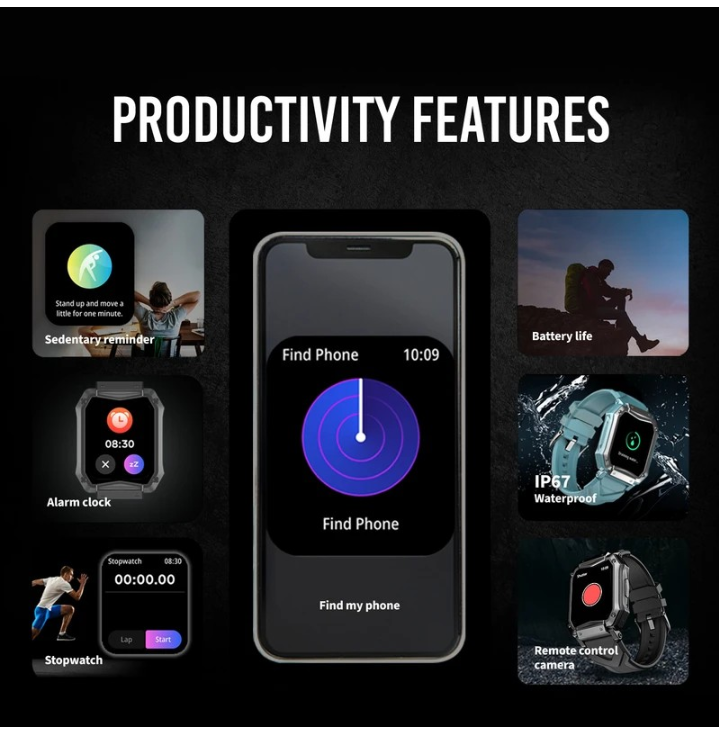 PRODUCTIVITY FEATURES
Stand up and move a
little for one minute.
Sedentary reminder
08:30
zZ
Alarm clock
Stopwatch 08:30
00:00.00
Lap Start
Stopwatch
Find Phone 10:09
Find Phone
Find my phone
Battery life
IP67
Waterproof
Remote control
camera